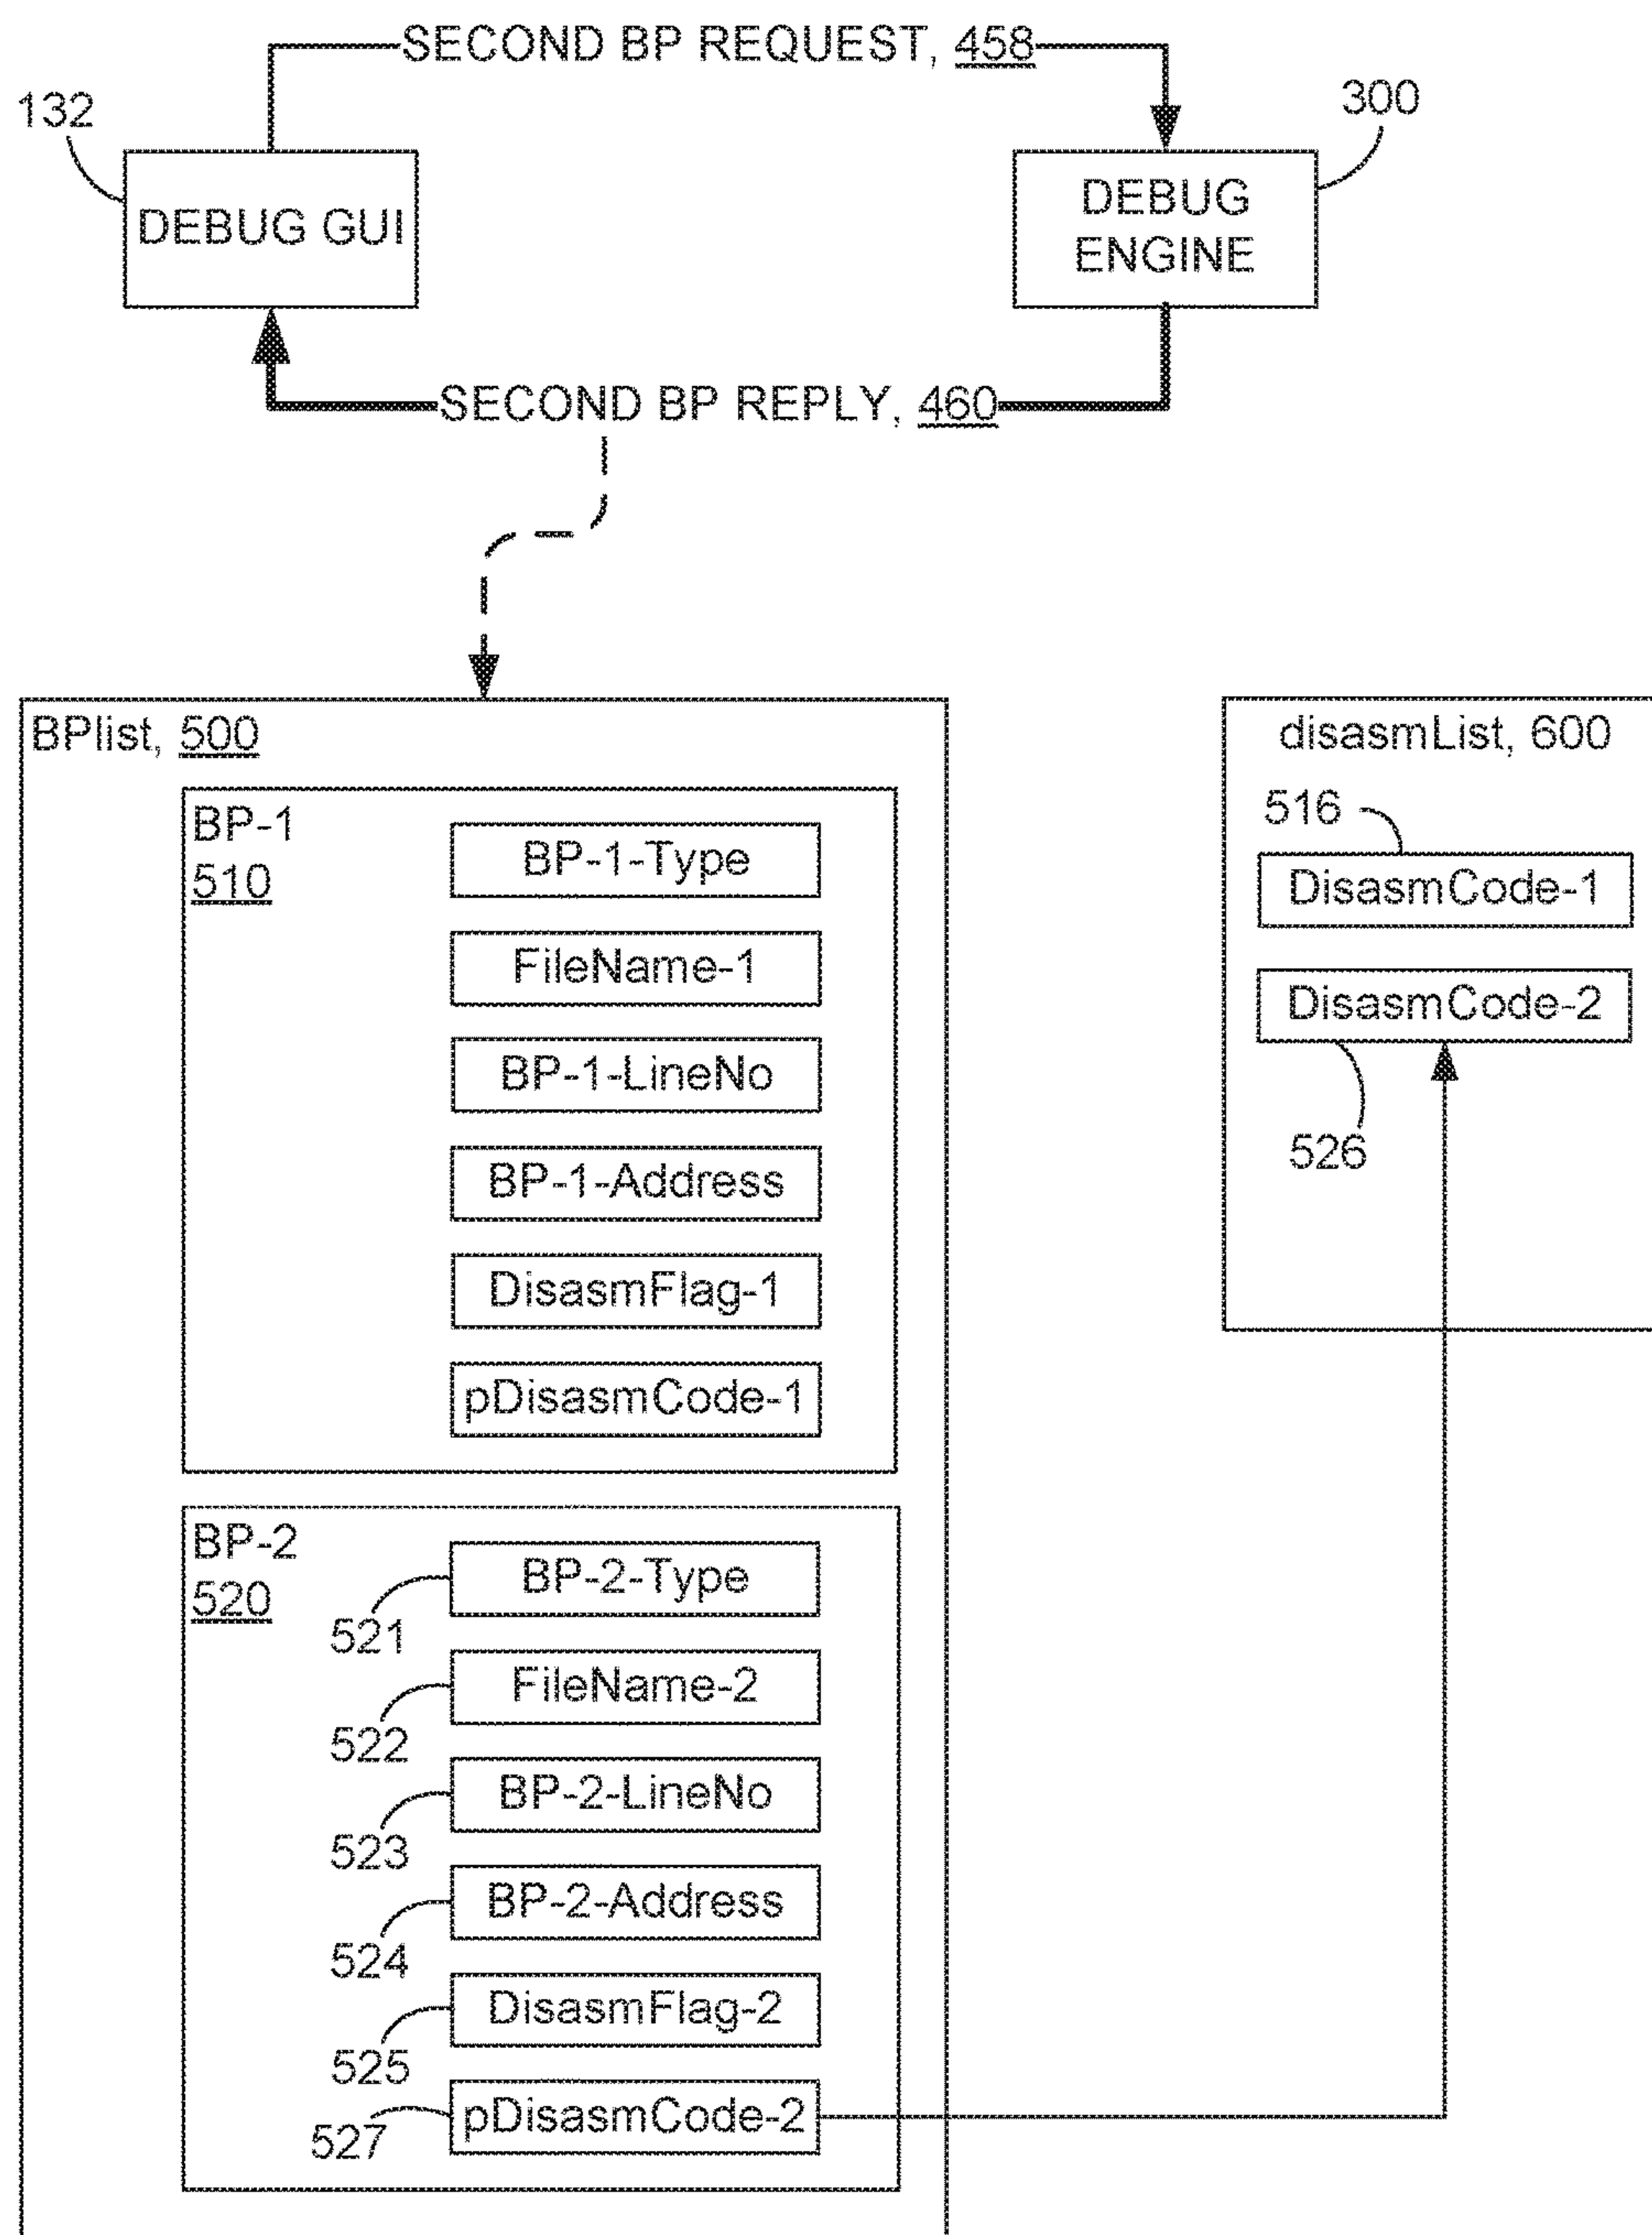 SECOND BP REQUEST, 458
132
300
DEBUG GUI
DEBUG
ENGINE
SECOND BP REPLY, 460
BPlist, 500
BP-1
510
BP-1-Type
FileName-1
BP-1-LineNo
BP-1-Address
DisasmFlag-1
pDisasmCode-1
BP-2
520
BP-2-Type
521
FileName-2
522
BP-2-LineNo
523
BP-2-Address
524
DisasmFlag-2
525
pDisasmCode-2
527
disasmList, 600
516
DisasmCode-1
DisasmCode-2
526